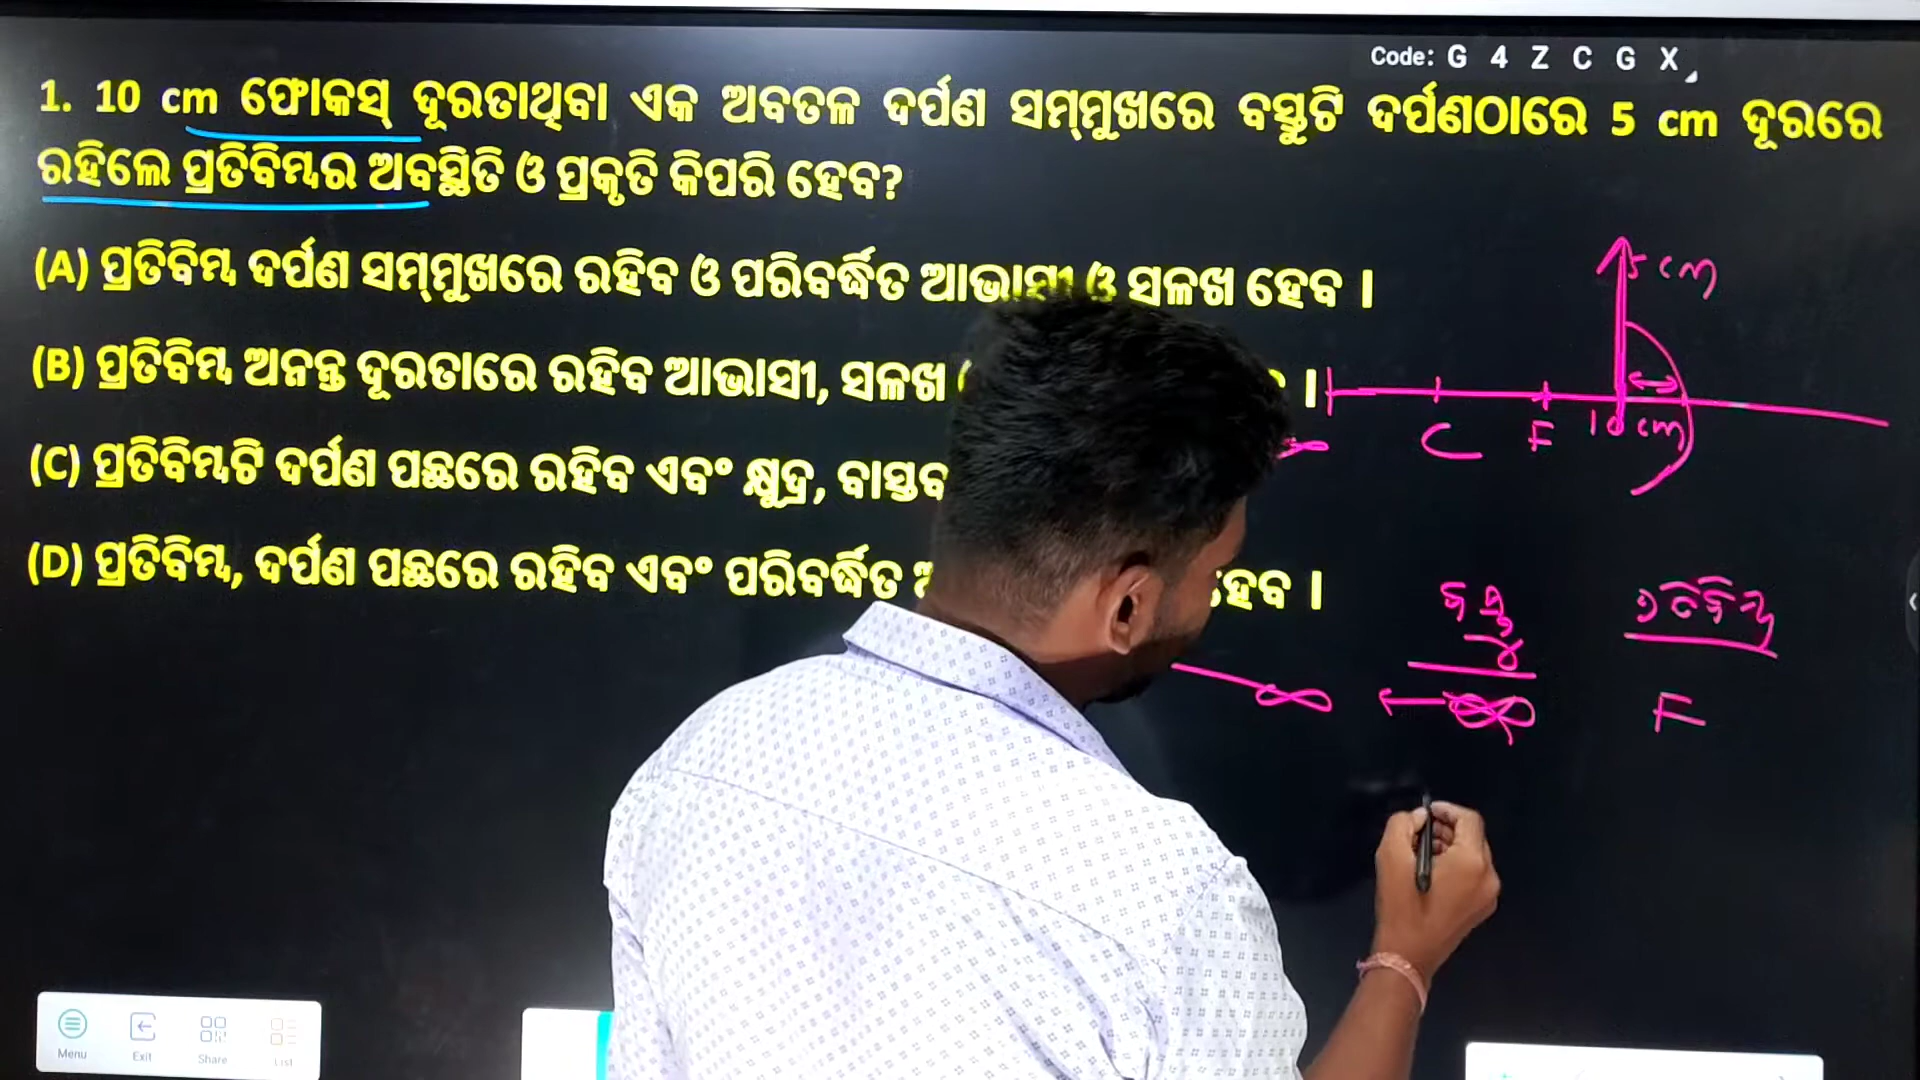 Code: G 4 Z C G X
1. 10 cm ଫୋକସ୍ ଦୂରତାଥିବା ଏକ ଅବତଳ ଦର୍ପଣ ସମ୍ମୁଖରେ ବସ୍ତୁଟି ଦର୍ପଣଠାରେ 5 cm ଦୂରରେ
ରହିଲେ ପ୍ରତିବିମ୍ବର ଅବସ୍ଥିତି ଓ ପ୍ରକୃତି କିପରି ହେବ?
(A) ପ୍ରତିବିମ୍ବ ଦର୍ପଣ ସମ୍ମୁଖରେ ରହିବ ଓ ପରିବର୍ଦ୍ଧିତ ଆଭାସୀ ଓ ସଳଖ ହେବ ।
(B) ପ୍ରତିବିମ୍ବ ଅନନ୍ତ ଦୂରତାରେ ରହିବ ଆଭାସୀ, ସଳଖ ।
(C) ପ୍ରତିବିମ୍ବଟି ଦର୍ପଣ ପଛରେ ରହିବ ଏବଂ କ୍ଷୁଦ୍ର, ବାସ୍ତବ
(D) ପ୍ରତିବିମ୍ବ, ଦର୍ପଣ ପଛରେ ରହିବ ଏବଂ ପରିବର୍ଦ୍ଧିତ ହେବ ।
5 cm
C F 10 cm
∞
ବସ୍ତୁ ପ୍ରତିବିମ୍ବ
∞ F
Menu Exit Share List